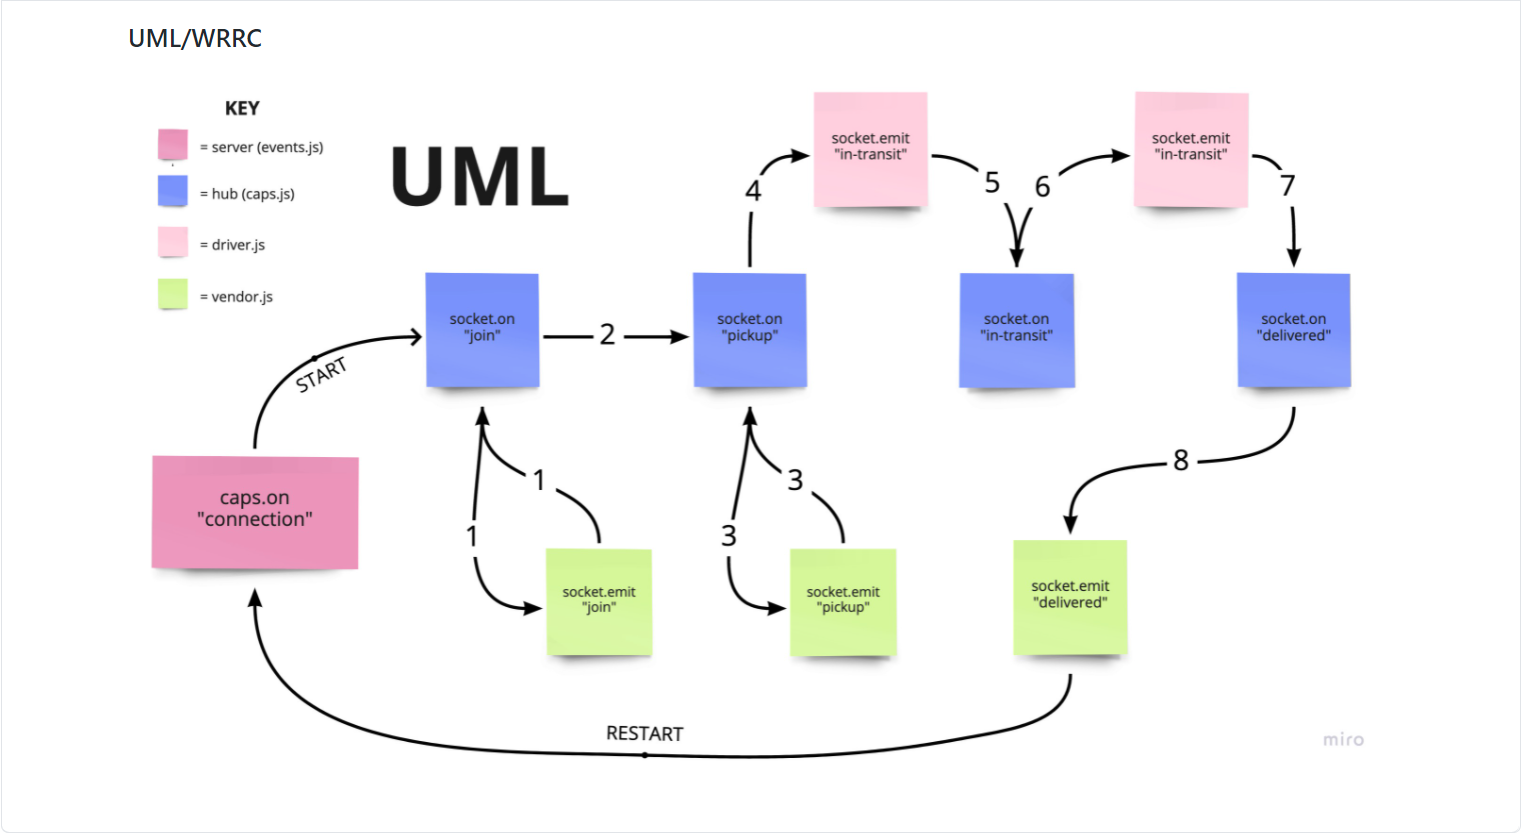 UML/WRRC
KEY
= server (events.js)
= hub (caps.js)
= driver.js
= vendor.js
UML
socket.emit
"in-transit"
socket.emit
"in-transit"
4
5
6
7
socket.on
"join"
2
socket.on
"pickup"
socket.on
"in-transit"
socket.on
"delivered"
START
caps.on
"connection"
1
1
3
3
8
socket.emit
"join"
socket.emit
"pickup"
socket.emit
"delivered"
RESTART
miro